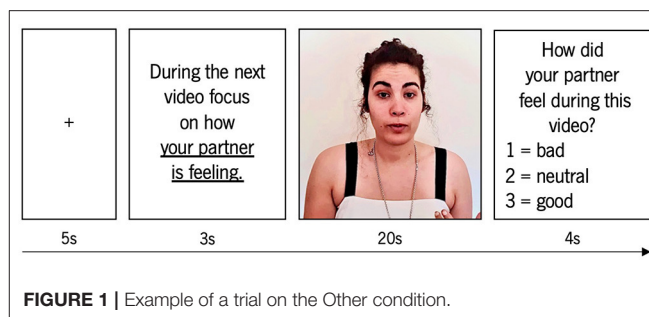 +
During the next
video focus
on how
your partner
is feeling.
How did
your partner
feel during this
video?
1 = bad
2 = neutral
3 = good
5s
3s
20s
4s
FIGURE 1 | Example of a trial on the Other condition.